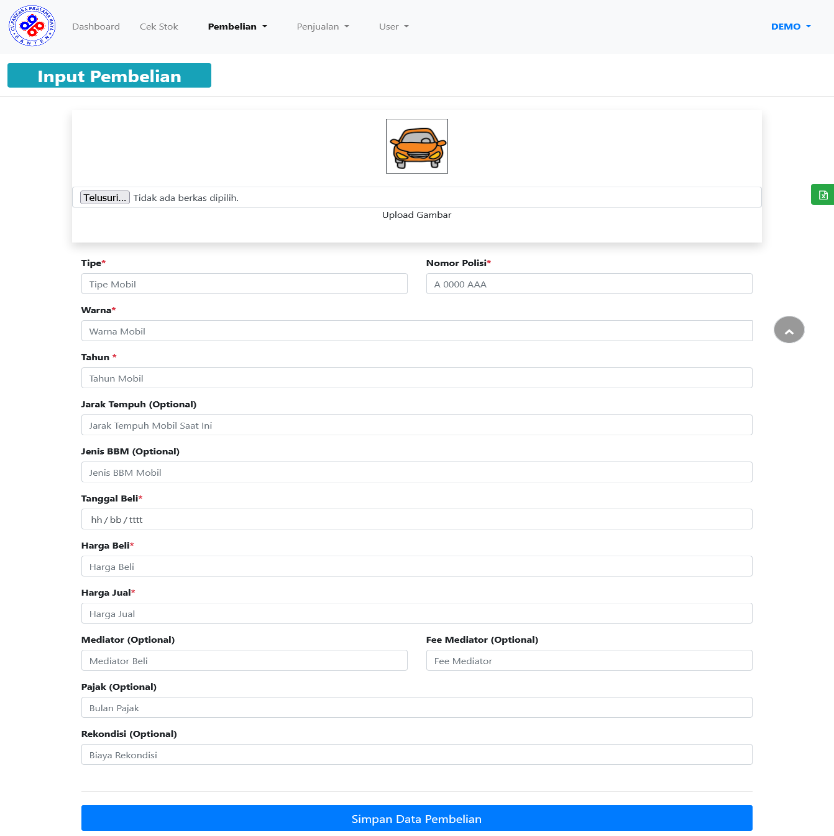 Dashboard Cek Stok Pembelian Penjualan User DEMO
Input Pembelian
Telusuri... Tidak ada berkas dipilih.
Upload Gambar
Tipe* Nomor Polisi*
Tipe Mobil A 0000 AAA
Warna*
Warna Mobil
Tahun *
Tahun Mobil
Jarak Tempuh (Optional)
Jarak Tempuh Mobil Saat Ini
Jenis BBM (Optional)
Jenis BBM Mobil
Tanggal Beli*
hh / bb / tttt
Harga Beli*
Harga Beli
Harga Jual*
Harga Jual
Mediator (Optional) Fee Mediator (Optional)
Mediator Beli Fee Mediator
Pajak (Optional)
Bulan Pajak
Rekondisi (Optional)
Biaya Rekondisi
Simpan Data Pembelian